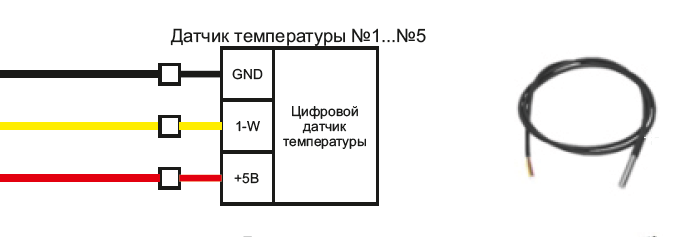 Датчик температуры №1...№5
GND
1-W
+5В
Цифровой
датчик
температуры